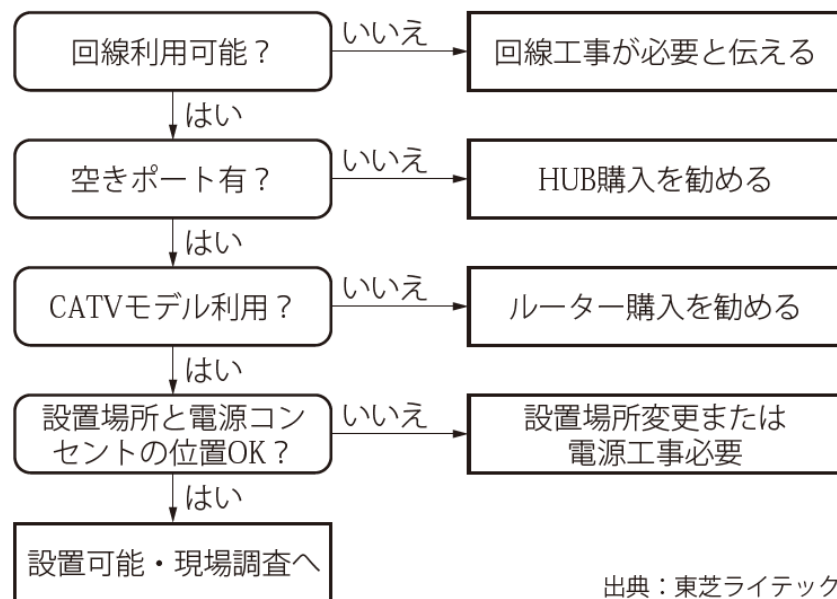 回線利用可能？
いいえ
回線工事が必要と伝える
はい
空きポート有？
いいえ
HUB購入を勧める
はい
CATVモデル利用？
いいえ
ルーター購入を勧める
はい
設置場所と電源コン
セントの位置OK？
いいえ
設置場所変更または
電源工事必要
はい
設置可能・現場調査へ
出典：東芝ライテック